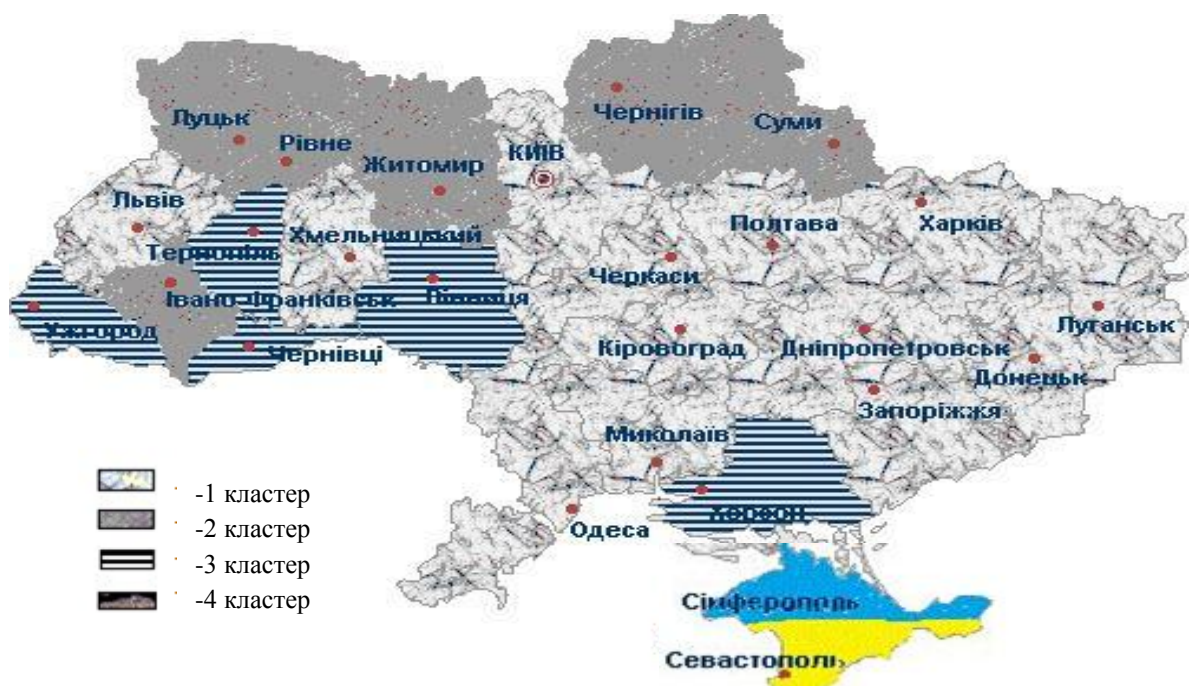 Луцьк
Рівне
Житомир
КИЇВ
Чернігів
Суми
Львів
Тернопіль
Хмельницький
Вінниця
Івано-Франківськ
Ужгород
Чернівці
Полтава
Харків
Черкаси
Луганськ
Кіровоград
Дніпропетровськ
Донецьк
Запоріжжя
Миколаїв
Херсон
Одеса
Сімферополь
Севастополь
-1 кластер
-2 кластер
-3 кластер
-4 кластер